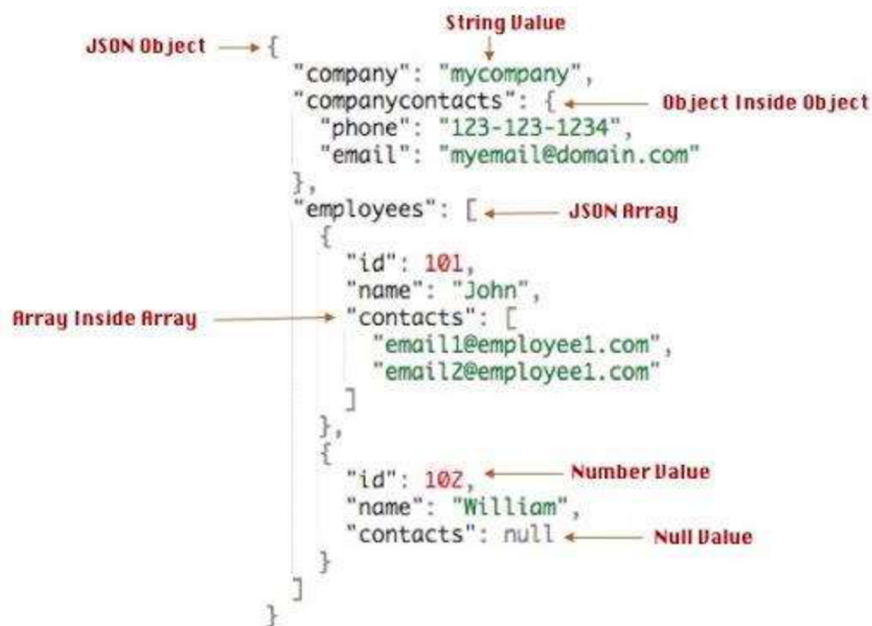 String Value
JSON Object {
"company": "mycompany",
"companycontacts": { Object Inside Object
"phone": "123-123-1234",
"email": "myemail@domain.com"
},
"employees": [ JSON Array
{
"id": 101,
"name": "John",
Array Inside Array "contacts": [
"email1@employee1.com",
"email2@employee1.com"
]
},
{
"id": 102, Number Value
"name": "William",
"contacts": null Null Value
}
]
}